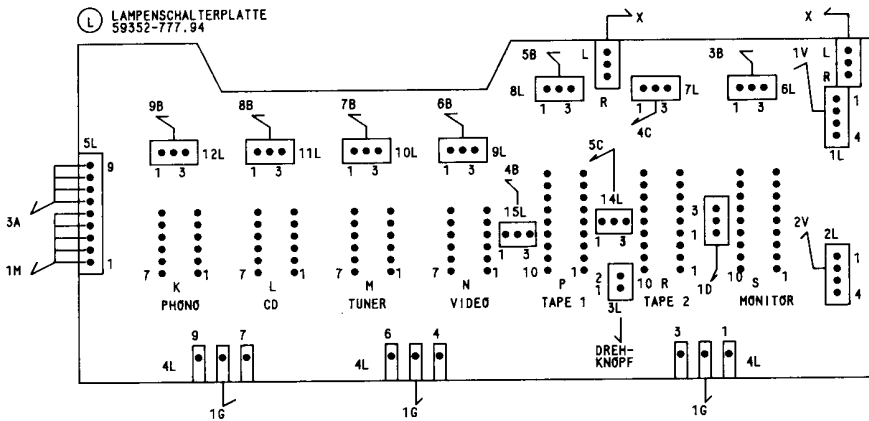 L LAMPENSCHALTERPLATTE
59352-777.94
X X
5B L 3B 1V L
8L 7L 6L R
1 3 R 1 3 1 3 1
9B 8B 7B 6B 4C 4
5L 12L 11L 10L 9L 5C 1L
9 1 3 1 3 1 3 1 3 4B 14L
3A 15L 3 2V 2L
1 3 1 3 1 1
1M 1 7 1 7 1 7 1 7 1 10 1 2 10 1 1D 10 1 4
K L M N P 1 R S
PHONO CD TUNER VIDEO TAPE 1 3L TAPE 2 MONITOR
9 7 6 4 DREH-
KNOPF 3 1
4L 4L 4L
1G 1G 1G